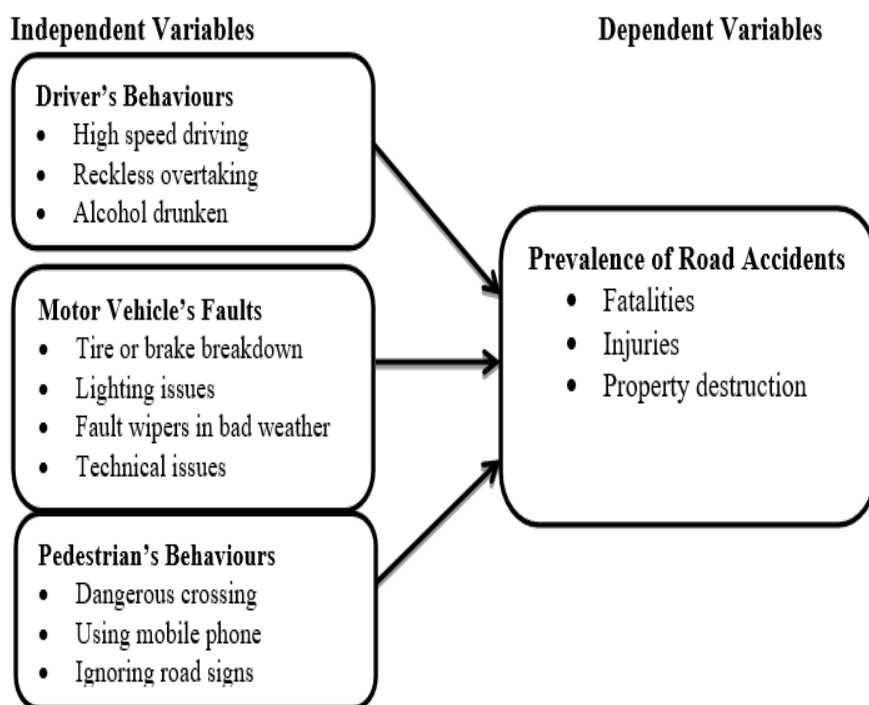 Independent Variables
Driver's Behaviours
• High speed driving
• Reckless overtaking
• Alcohol drunken
Motor Vehicle's Faults
• Tire or brake breakdown
• Lighting issues
• Fault wipers in bad weather
• Technical issues
Pedestrian's Behaviours
• Dangerous crossing
• Using mobile phone
• Ignoring road signs
Dependent Variables
Prevalence of Road Accidents
• Fatalities
• Injuries
• Property destruction